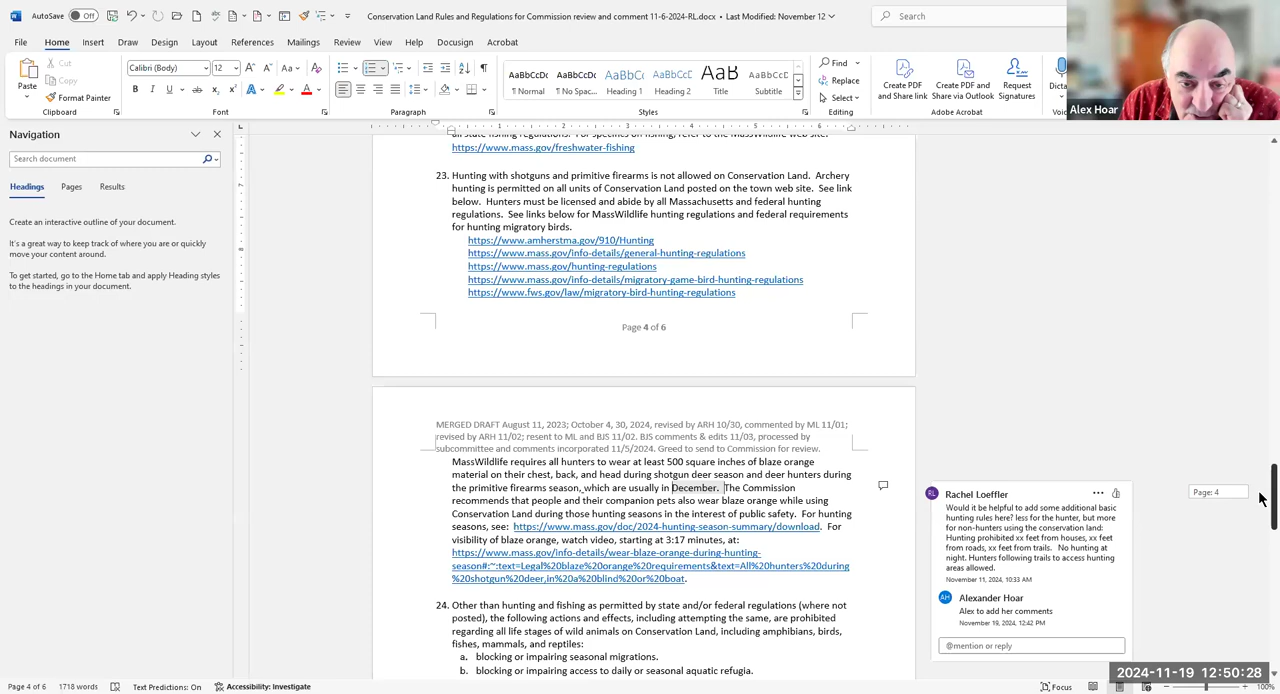 AutoSave Off Conservation Land Rules and Regulations for Commission review and comment 11-6-2024-RL.docx • Last Modified: November 12 Search
File Home Insert Draw Design Layout References Mailings Review View Help Docusign Acrobat
Paste Cut Copy Format Painter Clipboard
Calibri (Body) 12 Font
Paragraph
AaBbCcDc AaBbCcDc AaBbC AaBbCcD AaB AaBbCcD
Normal No Spac... Heading 1 Heading 2 Title Subtitle
Styles
Find Replace Select Editing
Create PDF and Share link Create PDF and Share via Outlook Request Signatures Adobe Acrobat
Alex Hoar
Navigation
Search document
Headings Pages Results
Create an interactive outline of your document.
It's a great way to keep track of where you are or quickly
move your content around.
To get started, go to the Home tab and apply Heading styles
to the headings in your document.
all state fishing regulations. For specifics on fishing, refer to the MassWildlife web site.
https://www.mass.gov/freshwater-fishing
23. Hunting with shotguns and primitive firearms is not allowed on Conservation Land. Archery
hunting is permitted on all units of Conservation Land posted on the town web site. See link
below. Hunters must be licensed and abide by all Massachusetts and federal hunting
regulations. See links below for MassWildlife hunting regulations and federal requirements
for hunting migratory birds.
https://www.amherstma.gov/910/Hunting
https://www.mass.gov/info-details/general-hunting-regulations
https://www.mass.gov/hunting-regulations
https://www.mass.gov/info-details/migratory-game-bird-hunting-regulations
https://www.fws.gov/law/migratory-bird-hunting-regulations
Page 4 of 6
MERGED DRAFT August 11, 2023; October 4, 30, 2024, revised by ARH 10/30, commented by ML 11/01;
revised by ARH 11/02; resent to ML and BJS 11/02. BJS comments & edits 11/03, processed by
subcommittee and comments incorporated 11/5/2024. Greed to send to Commission for review.
MassWildlife requires all hunters to wear at least 500 square inches of blaze orange
material on their chest, back, and head during shotgun deer season and deer hunters during
the primitive firearms season, which are usually in December. The Commission
recommends that people and their companion pets also wear blaze orange while using
Conservation Land during those hunting seasons in the interest of public safety. For hunting
seasons, see: https://www.mass.gov/doc/2024-hunting-season-summary/download. For
visibility of blaze orange, watch video, starting at 3:17 minutes, at:
https://www.mass.gov/info-details/wear-blaze-orange-during-hunting-
season#:~:text=Legal%20blaze%20orange%20requirements&text=All%20hunters%20during
%20shotgun%20deer,in%20a%20blind%20or%20boat.
24. Other than hunting and fishing as permitted by state and/or federal regulations (where not
posted), the following actions and effects, including attempting the same, are prohibited
regarding all life stages of wild animals on Conservation Land, including amphibians, birds,
fishes, mammals, and reptiles:
a. blocking or impairing seasonal migrations.
b. blocking or impairing access to daily or seasonal aquatic refugia.
Page: 4
RL Rachel Loeffler
Would it be helpful to add some additional basic
hunting rules here? less for the hunter, but more
for non-hunters using the conservation land:
Hunting prohibited xx feet from houses, xx feet
from roads, xx feet from trails. No hunting at
night. Hunters following trails to access hunting
areas allowed.
November 11, 2024, 10:33 AM
AH Alexander Hoar
Alex to add her comments
November 19, 2024, 12:42 PM
@mention or reply
2024-11-19 12:50:28
Page 4 of 6 1718 words Text Predictions: On Accessibility: Investigate Focus 100%